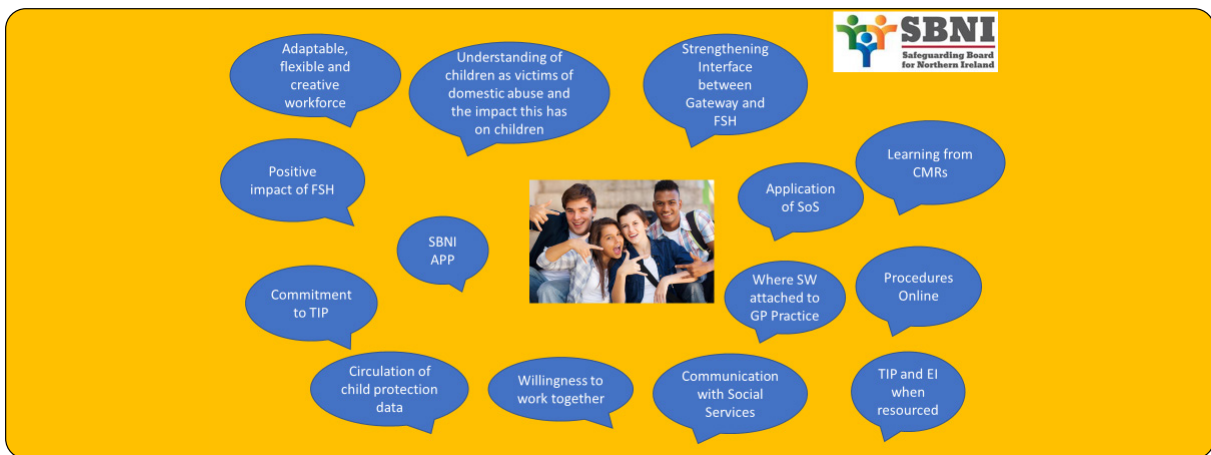 SBNI
Safeguarding Board
for Northern Ireland
Adaptable,
flexible and
creative
workforce
Understanding of
children as victims of
domestic abuse and
the impact this has
on children
Strengthening
Interface
between
Gateway and
FSH
Learning from
CMRs
Positive
impact of FSH
Application
of SoS
SBNI
APP
Commitment
to TIP
Where SW
attached to
GP Practice
Procedures
Online
Circulation of
child protection
data
Willingness to
work together
Communication
with Social
Services
TIP and EI
when
resourced